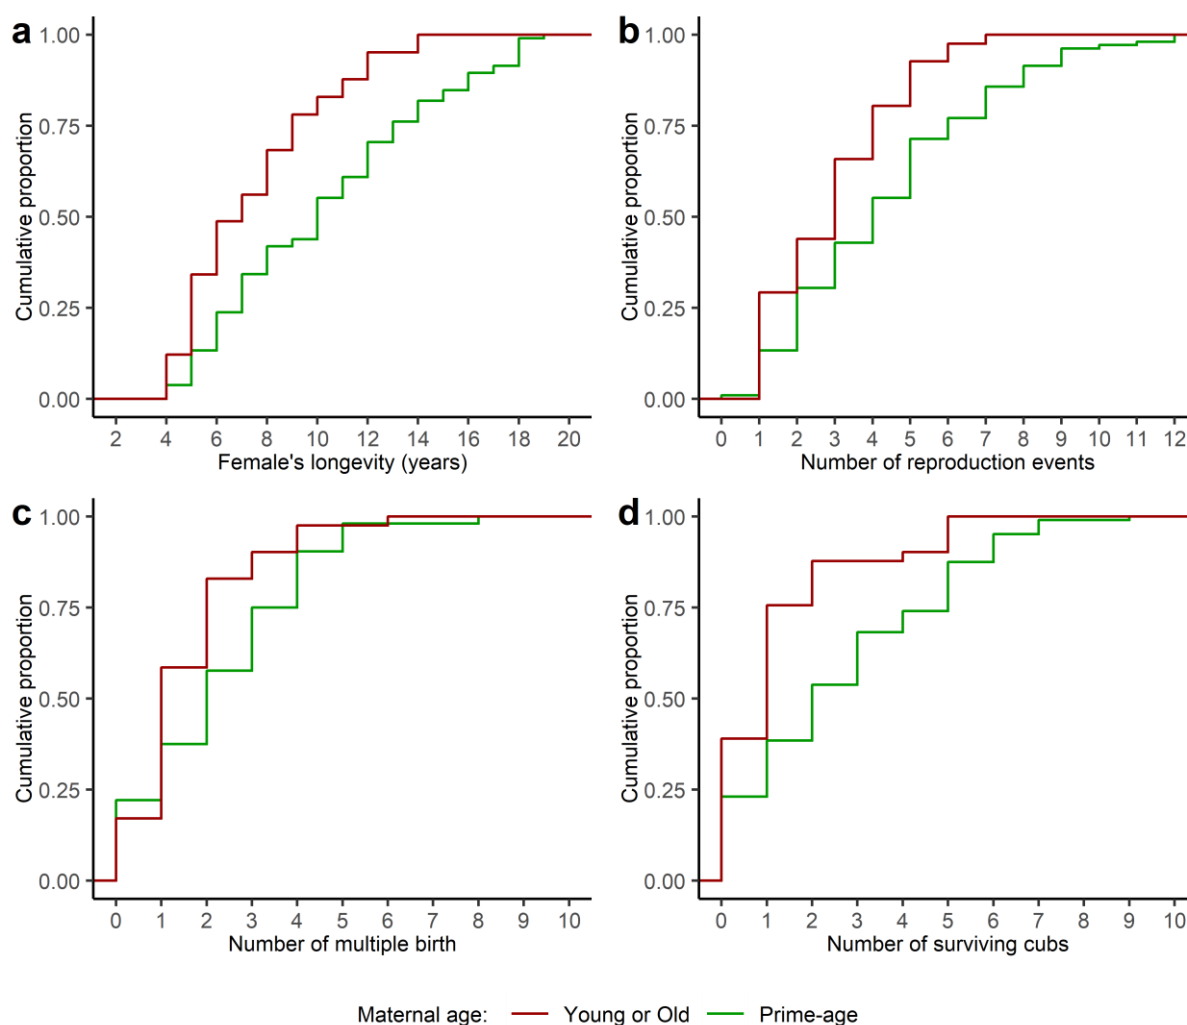 a
1.00
0.75
0.50
0.25
0.00
Cumulative proportion
2 4 6 8 10 12 14 16 18 20
Female's longevity (years)
b
1.00
0.75
0.50
0.25
0.00
Cumulative proportion
0 1 2 3 4 5 6 7 8 9 10 11 12
Number of reproduction events
c
1.00
0.75
0.50
0.25
0.00
Cumulative proportion
0 1 2 3 4 5 6 7 8 9 10
Number of multiple birth
d
1.00
0.75
0.50
0.25
0.00
Cumulative proportion
0 1 2 3 4 5 6 7 8 9 10
Number of surviving cubs
Maternal age: Young or Old Prime-age